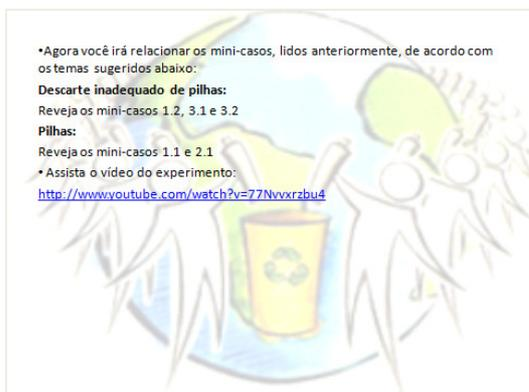 •Agora você irá relacionar os mini-casos, lidos anteriormente, de acordo com
os temas sugeridos abaixo:
Descarte inadequado de pilhas:
Reveja os mini-casos 1.2, 3.1 e 3.2
Pilhas:
Reveja os mini-casos 1.1 e 2.1
• Assista o vídeo do experimento:
http://www.youtube.com/watch?v=77Nvvxrzbu4